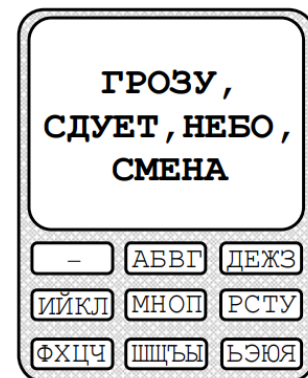 ГРОЗУ,
СДУЕТ,НЕБО,
СМЕНА
– АБВГ ДЕЖЗ
ИЙКЛ МНОП РСТУ
ФХЦЧ ШЩЪЫ ЬЭЮЯ